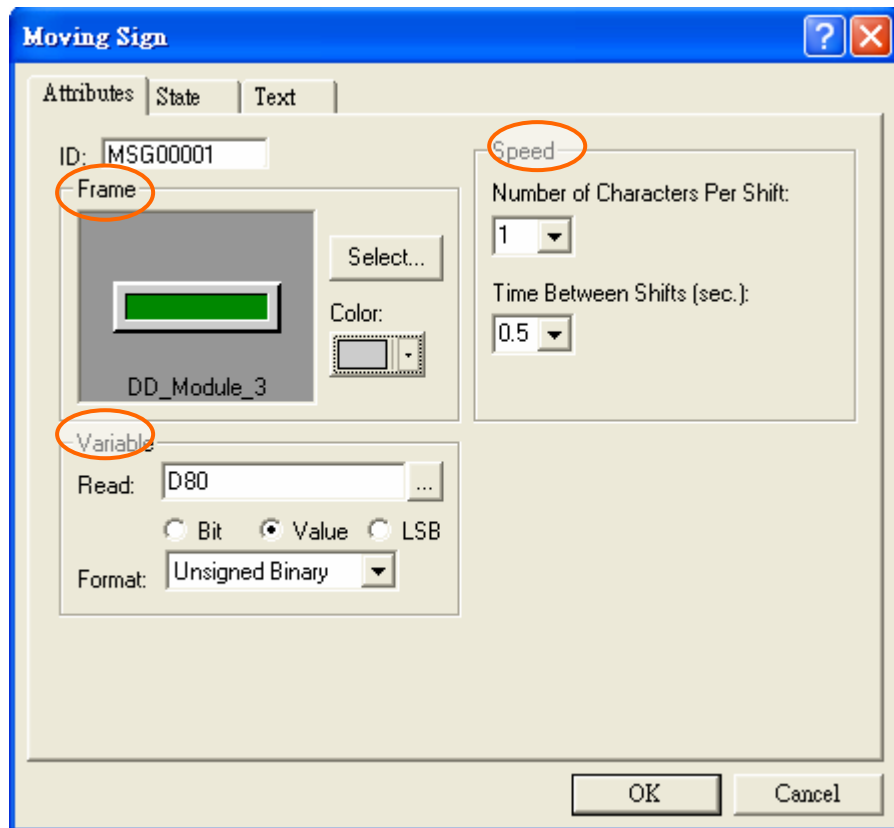 Moving Sign
Attributes State Text
ID: MSG00001
Frame
Select...
Color:
DD_Module_3
Variable
Read: D80 ...
Bit Value LSB
Format: Unsigned Binary
Speed
Number of Characters Per Shift:
1
Time Between Shifts (sec.):
0.5
OK Cancel